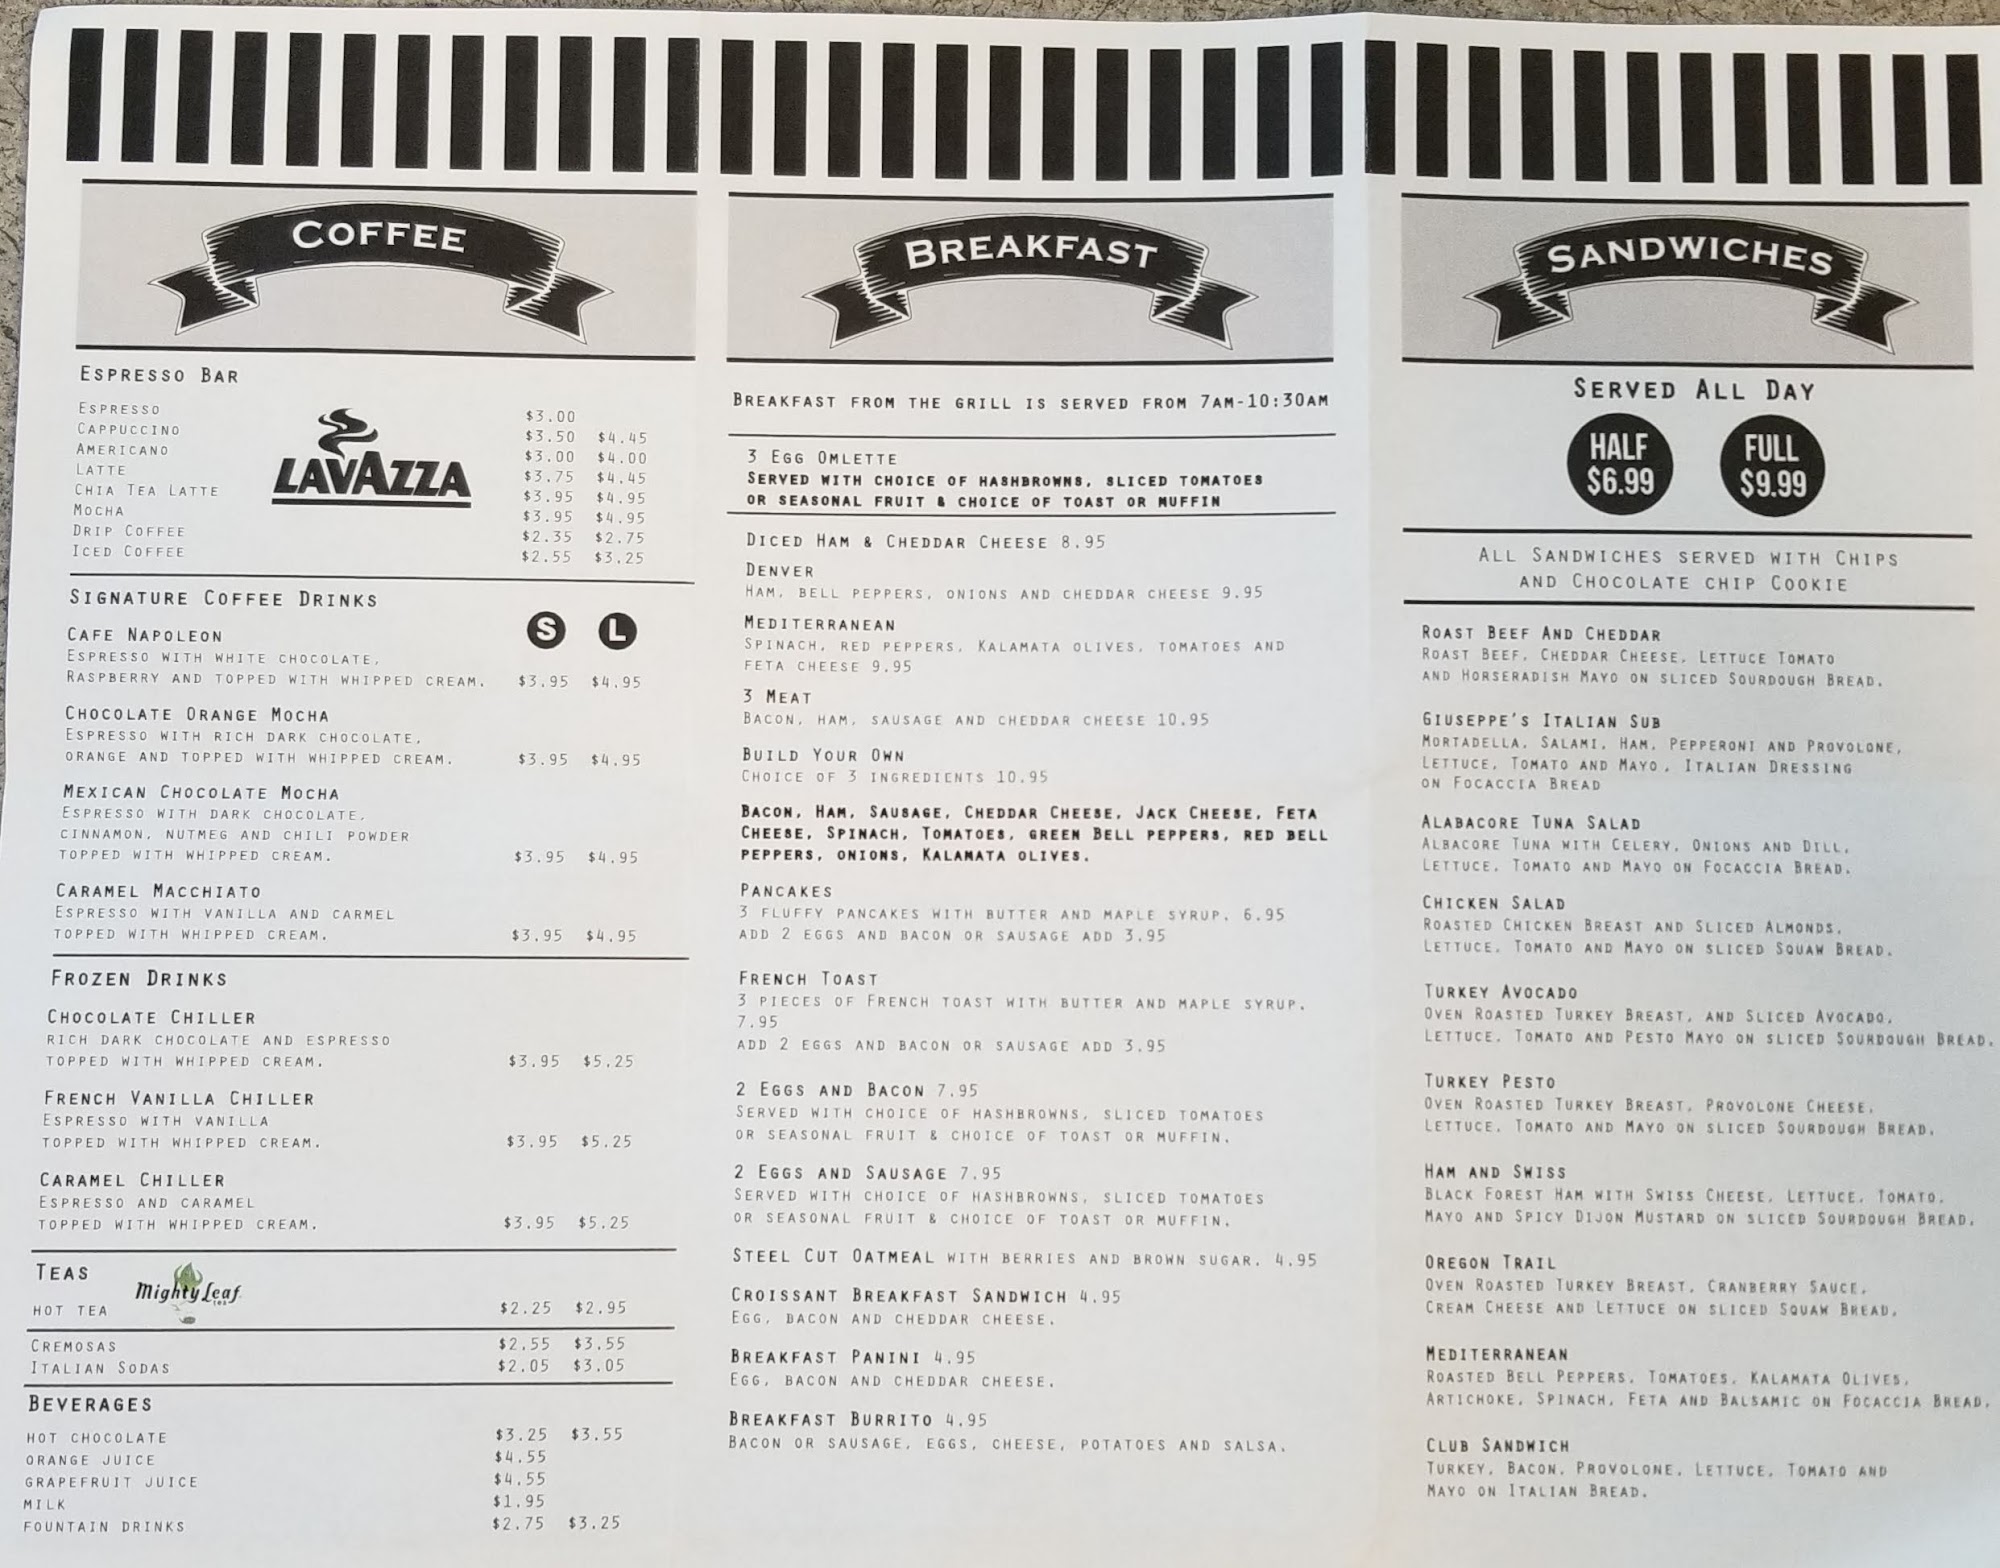 Coffee
Espresso Bar
Espresso $3.00
Cappuccino $3.50 $4.45
Americano $3.00 $4.00
Latte $3.75 $4.45
Chia Tea Latte $3.95 $4.95
Mocha $3.95 $4.95
Drip Coffee $2.35 $2.75
Iced Coffee $2.55 $3.25
LAVAZZA
Signature Coffee Drinks
S L
Cafe Napoleon
Espresso with white chocolate,
Raspberry and topped with whipped cream. $3.95 $4.95
Chocolate Orange Mocha
Espresso with rich dark chocolate,
orange and topped with whipped cream. $3.95 $4.95
Mexican Chocolate Mocha
Espresso with dark chocolate,
cinnamon, nutmeg and chili powder
topped with whipped cream. $3.95 $4.95
Caramel Macchiato
Espresso with vanilla and carmel
topped with whipped cream. $3.95 $4.95
Frozen Drinks
Chocolate Chiller
rich dark chocolate and espresso
topped with whipped cream. $3.95 $5.25
French Vanilla Chiller
Espresso with vanilla
topped with whipped cream. $3.95 $5.25
Caramel Chiller
Espresso and caramel
topped with whipped cream. $3.95 $5.25
Teas
Mighty Leaf
tea
hot tea $2.25 $2.95
Cremosas $2.55 $3.55
Italian Sodas $2.05 $3.05
Beverages
hot chocolate $3.25 $3.55
orange juice $4.55
grapefruit juice $4.55
milk $1.95
fountain drinks $2.75 $3.25
Breakfast
Breakfast from the grill is served from 7am-10:30am
3 Egg Omlette
Served with choice of hashbrowns, sliced tomatoes
or seasonal fruit & choice of toast or muffin
Diced Ham & Cheddar Cheese 8.95
Denver
Ham, bell peppers, onions and cheddar cheese 9.95
Mediterranean
Spinach, red peppers, Kalamata olives, tomatoes and
feta cheese 9.95
3 Meat
Bacon, ham, sausage and cheddar cheese 10.95
Build Your Own
Choice of 3 ingredients 10.95
Bacon, Ham, Sausage, Cheddar Cheese, Jack Cheese, Feta
Cheese, Spinach, Tomatoes, green Bell peppers, red bell
peppers, onions, Kalamata olives.
Pancakes
3 fluffy pancakes with butter and maple syrup. 6.95
add 2 eggs and bacon or sausage add 3.95
French Toast
3 pieces of French toast with butter and maple syrup.
7.95
add 2 eggs and bacon or sausage add 3.95
2 Eggs and Bacon 7.95
Served with choice of hashbrowns, sliced tomatoes
or seasonal fruit & choice of toast or muffin.
2 Eggs and Sausage 7.95
Served with choice of hashbrowns, sliced tomatoes
or seasonal fruit & choice of toast or muffin.
Steel Cut Oatmeal with berries and brown sugar. 4.95
Croissant Breakfast Sandwich 4.95
Egg, bacon and cheddar cheese.
Breakfast Panini 4.95
Egg, bacon and cheddar cheese.
Breakfast Burrito 4.95
Bacon or sausage, eggs, cheese, potatoes and salsa.
Sandwiches
Served All Day
HALF $6.99
FULL $9.99
All Sandwiches served with Chips
and Chocolate chip Cookie
Roast Beef And Cheddar
Roast Beef, Cheddar Cheese, Lettuce Tomato
and Horseradish Mayo on sliced Sourdough Bread.
Giuseppe's Italian Sub
Mortadella, Salami, Ham, Pepperoni and Provolone,
Lettuce, Tomato and Mayo, Italian Dressing
on Focaccia Bread
Alabacore Tuna Salad
Albacore Tuna with Celery, Onions and Dill,
Lettuce, Tomato and Mayo on Focaccia Bread.
Chicken Salad
Roasted Chicken Breast and Sliced Almonds,
Lettuce, Tomato and Mayo on sliced Squaw Bread.
Turkey Avocado
Oven Roasted Turkey Breast, and Sliced Avocado,
Lettuce, Tomato and Pesto Mayo on sliced Sourdough Bread.
Turkey Pesto
Oven Roasted Turkey Breast, Provolone Cheese,
Lettuce, Tomato and Mayo on sliced Sourdough Bread.
Ham and Swiss
Black Forest Ham with Swiss Cheese, Lettuce, Tomato,
Mayo and Spicy Dijon Mustard on sliced Sourdough Bread.
Oregon Trail
Oven Roasted Turkey Breast, Cranberry Sauce,
Cream Cheese and Lettuce on sliced Squaw Bread.
Mediterranean
Roasted Bell Peppers, Tomatoes, Kalamata Olives,
Artichoke, Spinach, Feta and Balsamic on Focaccia Bread.
Club Sandwich
Turkey, Bacon, Provolone, Lettuce, Tomato and
Mayo on Italian Bread.